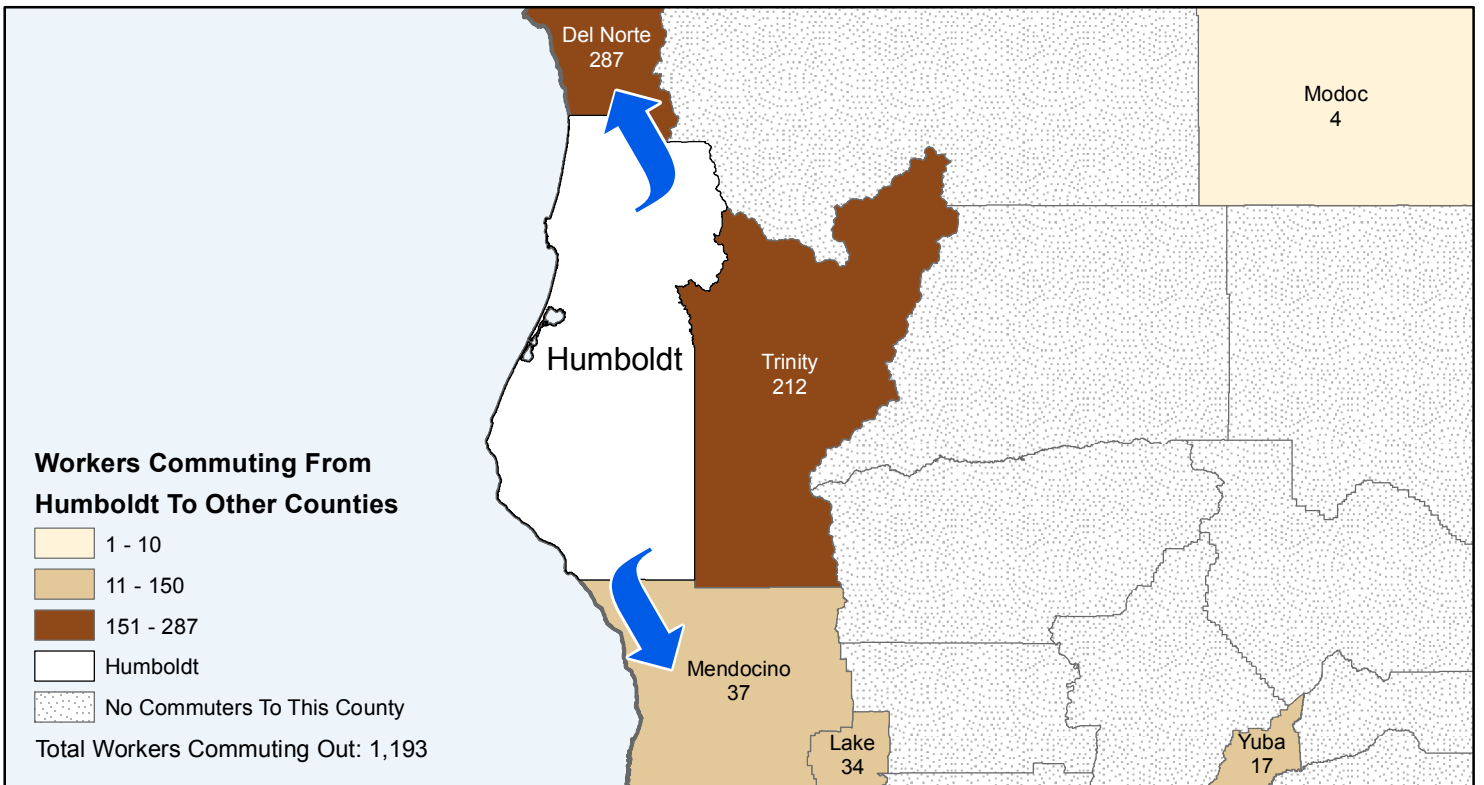 Del Norte
287
Modoc
4
Humboldt
Trinity
212
Workers Commuting From
Humboldt To Other Counties
1 - 10
11 - 150
151 - 287
Humboldt
No Commuters To This County
Total Workers Commuting Out: 1,193
Mendocino
37
Lake
34
Yuba
17